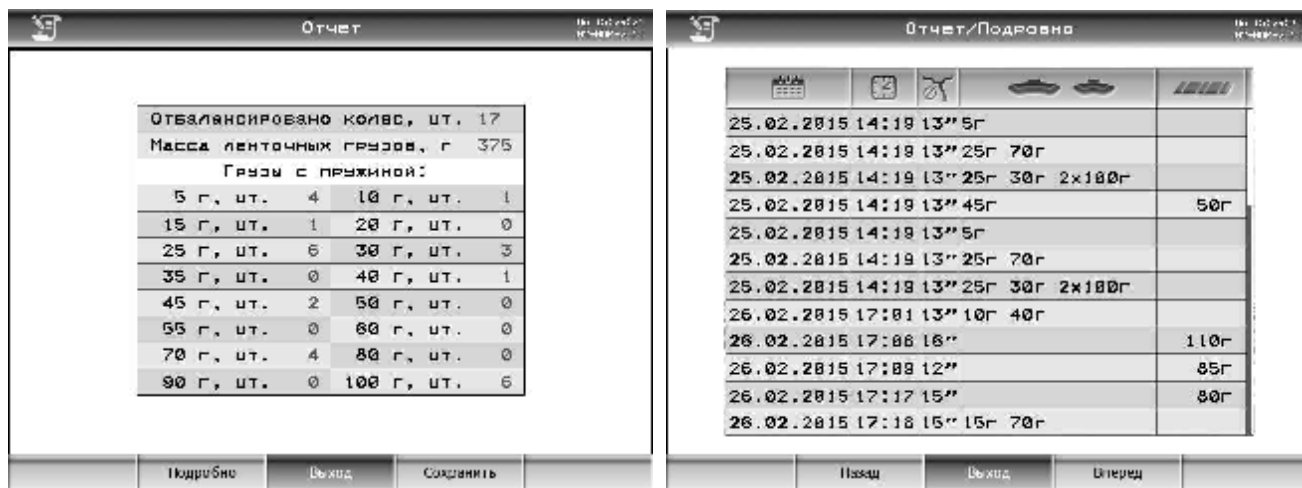 Отчет
Отбалансировано колес, шт. 17
Масса ленточных грузов, г 375
Грузы с пружиной:
5 г, шт. 4 10 г, шт. 1
15 г, шт. 1 20 г, шт. 0
25 г, шт. 6 30 г, шт. 3
35 г, шт. 0 40 г, шт. 1
45 г, шт. 2 50 г, шт. 0
55 г, шт. 0 60 г, шт. 0
70 г, шт. 4 80 г, шт. 0
90 г, шт. 0 100 г, шт. 6
Подробно Выход Сохранить
Отчет/Подробно
25.02.2015 14:19 13" 5г
25.02.2015 14:19 13" 25г 70г
25.02.2015 14:19 13" 25г 30г 2x100г
25.02.2015 14:19 13" 45г 50г
25.02.2015 14:19 13" 5г
25.02.2015 14:19 13" 25г 70г
25.02.2015 14:19 13" 25г 30г 2x100г
26.02.2015 17:01 13" 10г 40г
26.02.2015 17:06 16" 110г
26.02.2015 17:09 12" 85г
26.02.2015 17:17 15" 80г
26.02.2015 17:18 15" 15г 70г
Назад Выход Вперед